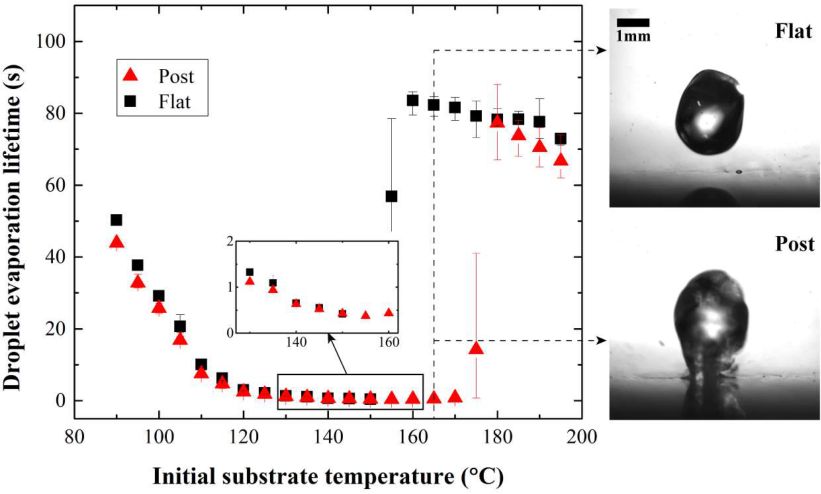 Droplet evaporation lifetime (s)
100
80
60
40
20
0
Post
Flat
2
1
0
140
160
80
100
120
140
160
180
200
Initial substrate temperature (°C)
1mm
Flat
Post